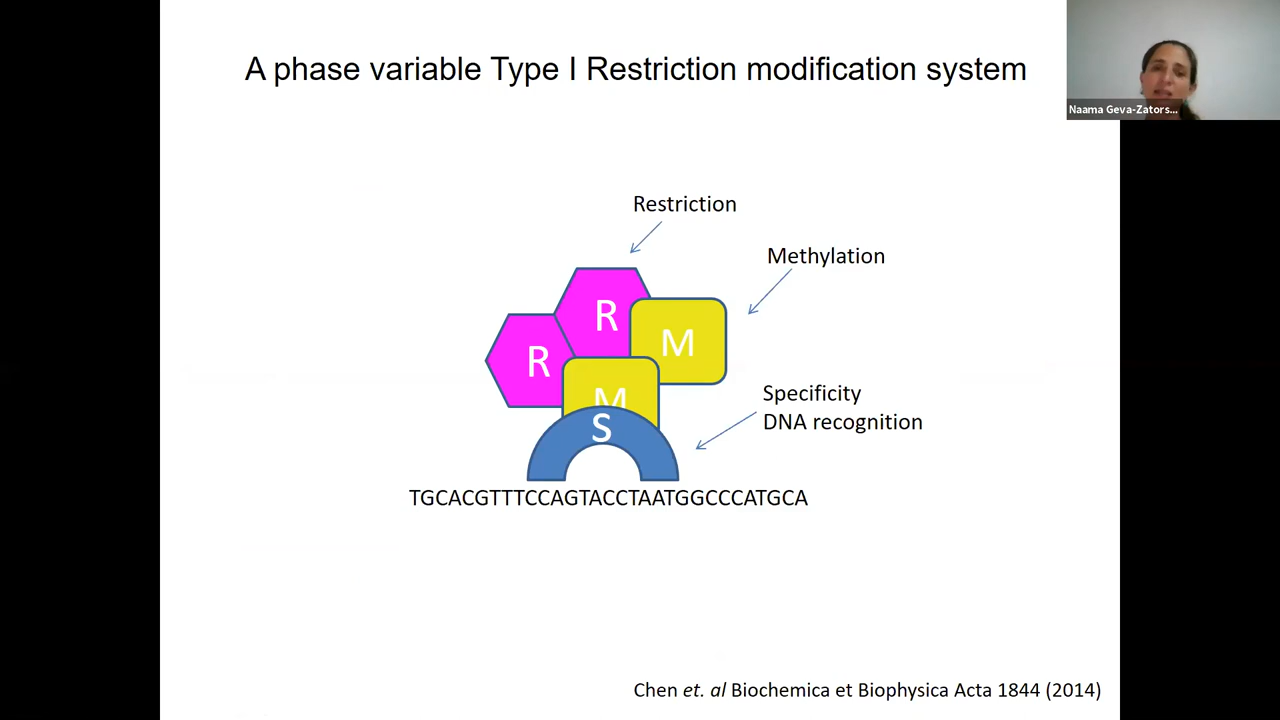 A phase variable Type I Restriction modification system
Naama Geva-Zators...
Restriction
Methylation
R
M
R
M
S
Specificity
DNA recognition
TGCACGTTTCCAGTACCTAATGGCCCATGCA
Chen et. al Biochemica et Biophysica Acta 1844 (2014)